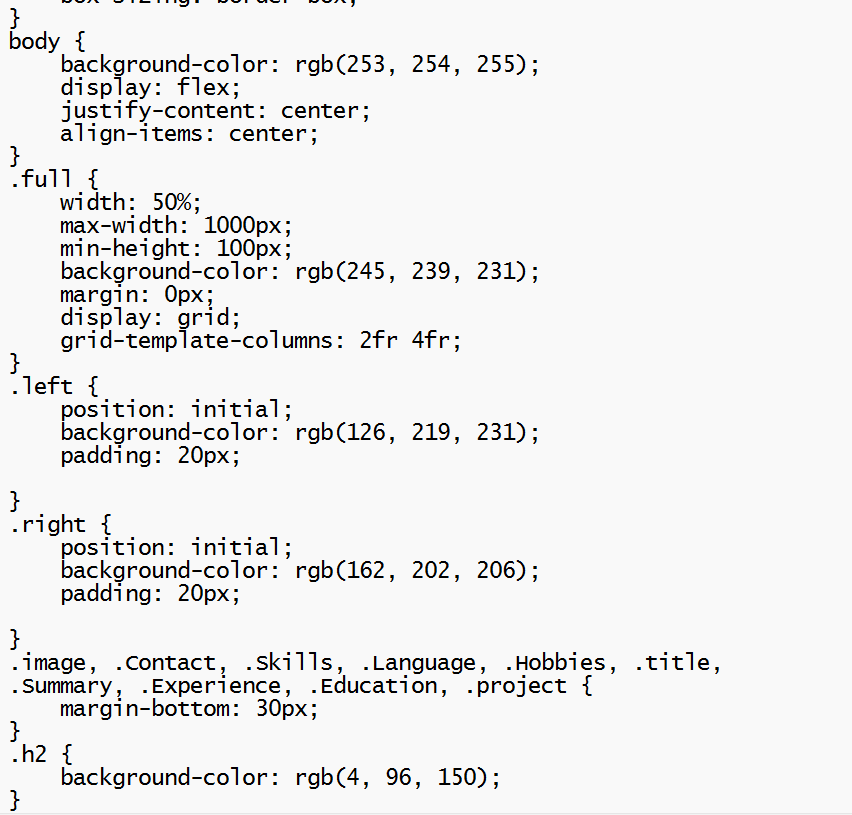 box-sizing: border-box;
}
body {
    background-color: rgb(253, 254, 255);
    display: flex;
    justify-content: center;
    align-items: center;
}
.full {
    width: 50%;
    max-width: 1000px;
    min-height: 100px;
    background-color: rgb(245, 239, 231);
    margin: 0px;
    display: grid;
    grid-template-columns: 2fr 4fr;
}
.left {
    position: initial;
    background-color: rgb(126, 219, 231);
    padding: 20px;

}
.right {
    position: initial;
    background-color: rgb(162, 202, 206);
    padding: 20px;

}
.image, .Contact, .Skills, .Language, .Hobbies, .title,
.Summary, .Experience, .Education, .project {
    margin-bottom: 30px;
}
.h2 {
    background-color: rgb(4, 96, 150);
}